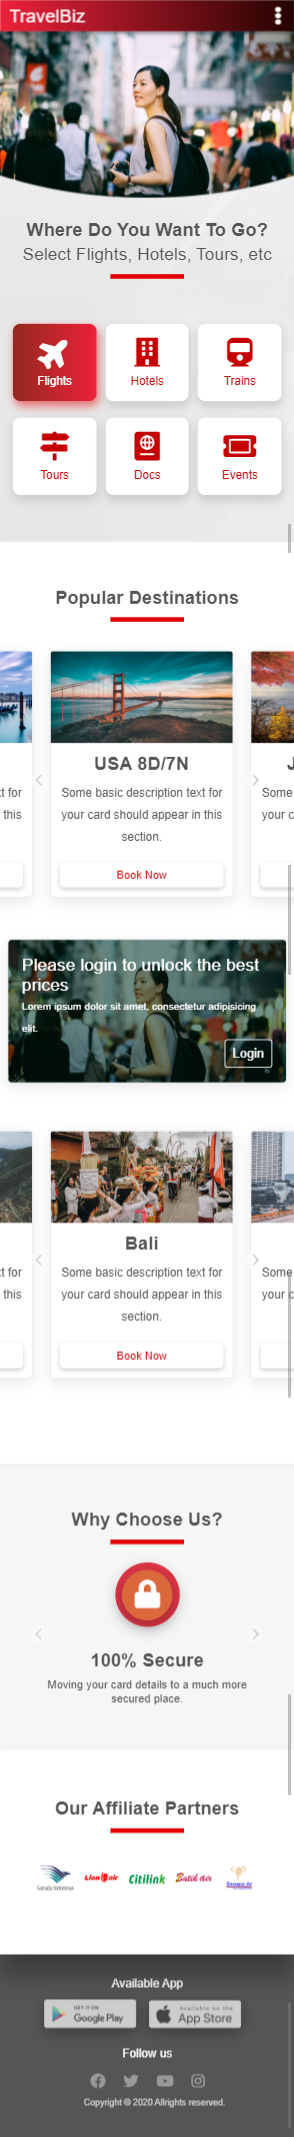 TravelBiz
Where Do You Want To Go?
Select Flights, Hotels, Tours, etc
Flights
Hotels
Trains
Tours
Docs
Events
Popular Destinations
USA 8D/7N
J
t for
Some basic description text for
Some
this
your card should appear in this
your c
section.
Book Now
Please login to unlock the best
prices
Lorem ipsum dolor sit amet, consectetur adipisicing
elit.
Login
Bali
t for
Some basic description text for
Some
this
your card should appear in this
your c
section.
Book Now
Why Choose Us?
100% Secure
Moving your card details to a much more
secured place.
Our Affiliate Partners
Garuda Indonesia
Lion air
Citilink
Batik air
Available App
GET IT ON
Google Play
Available on the
App Store
Follow us
Copyright © 2020 Allrights reserved.